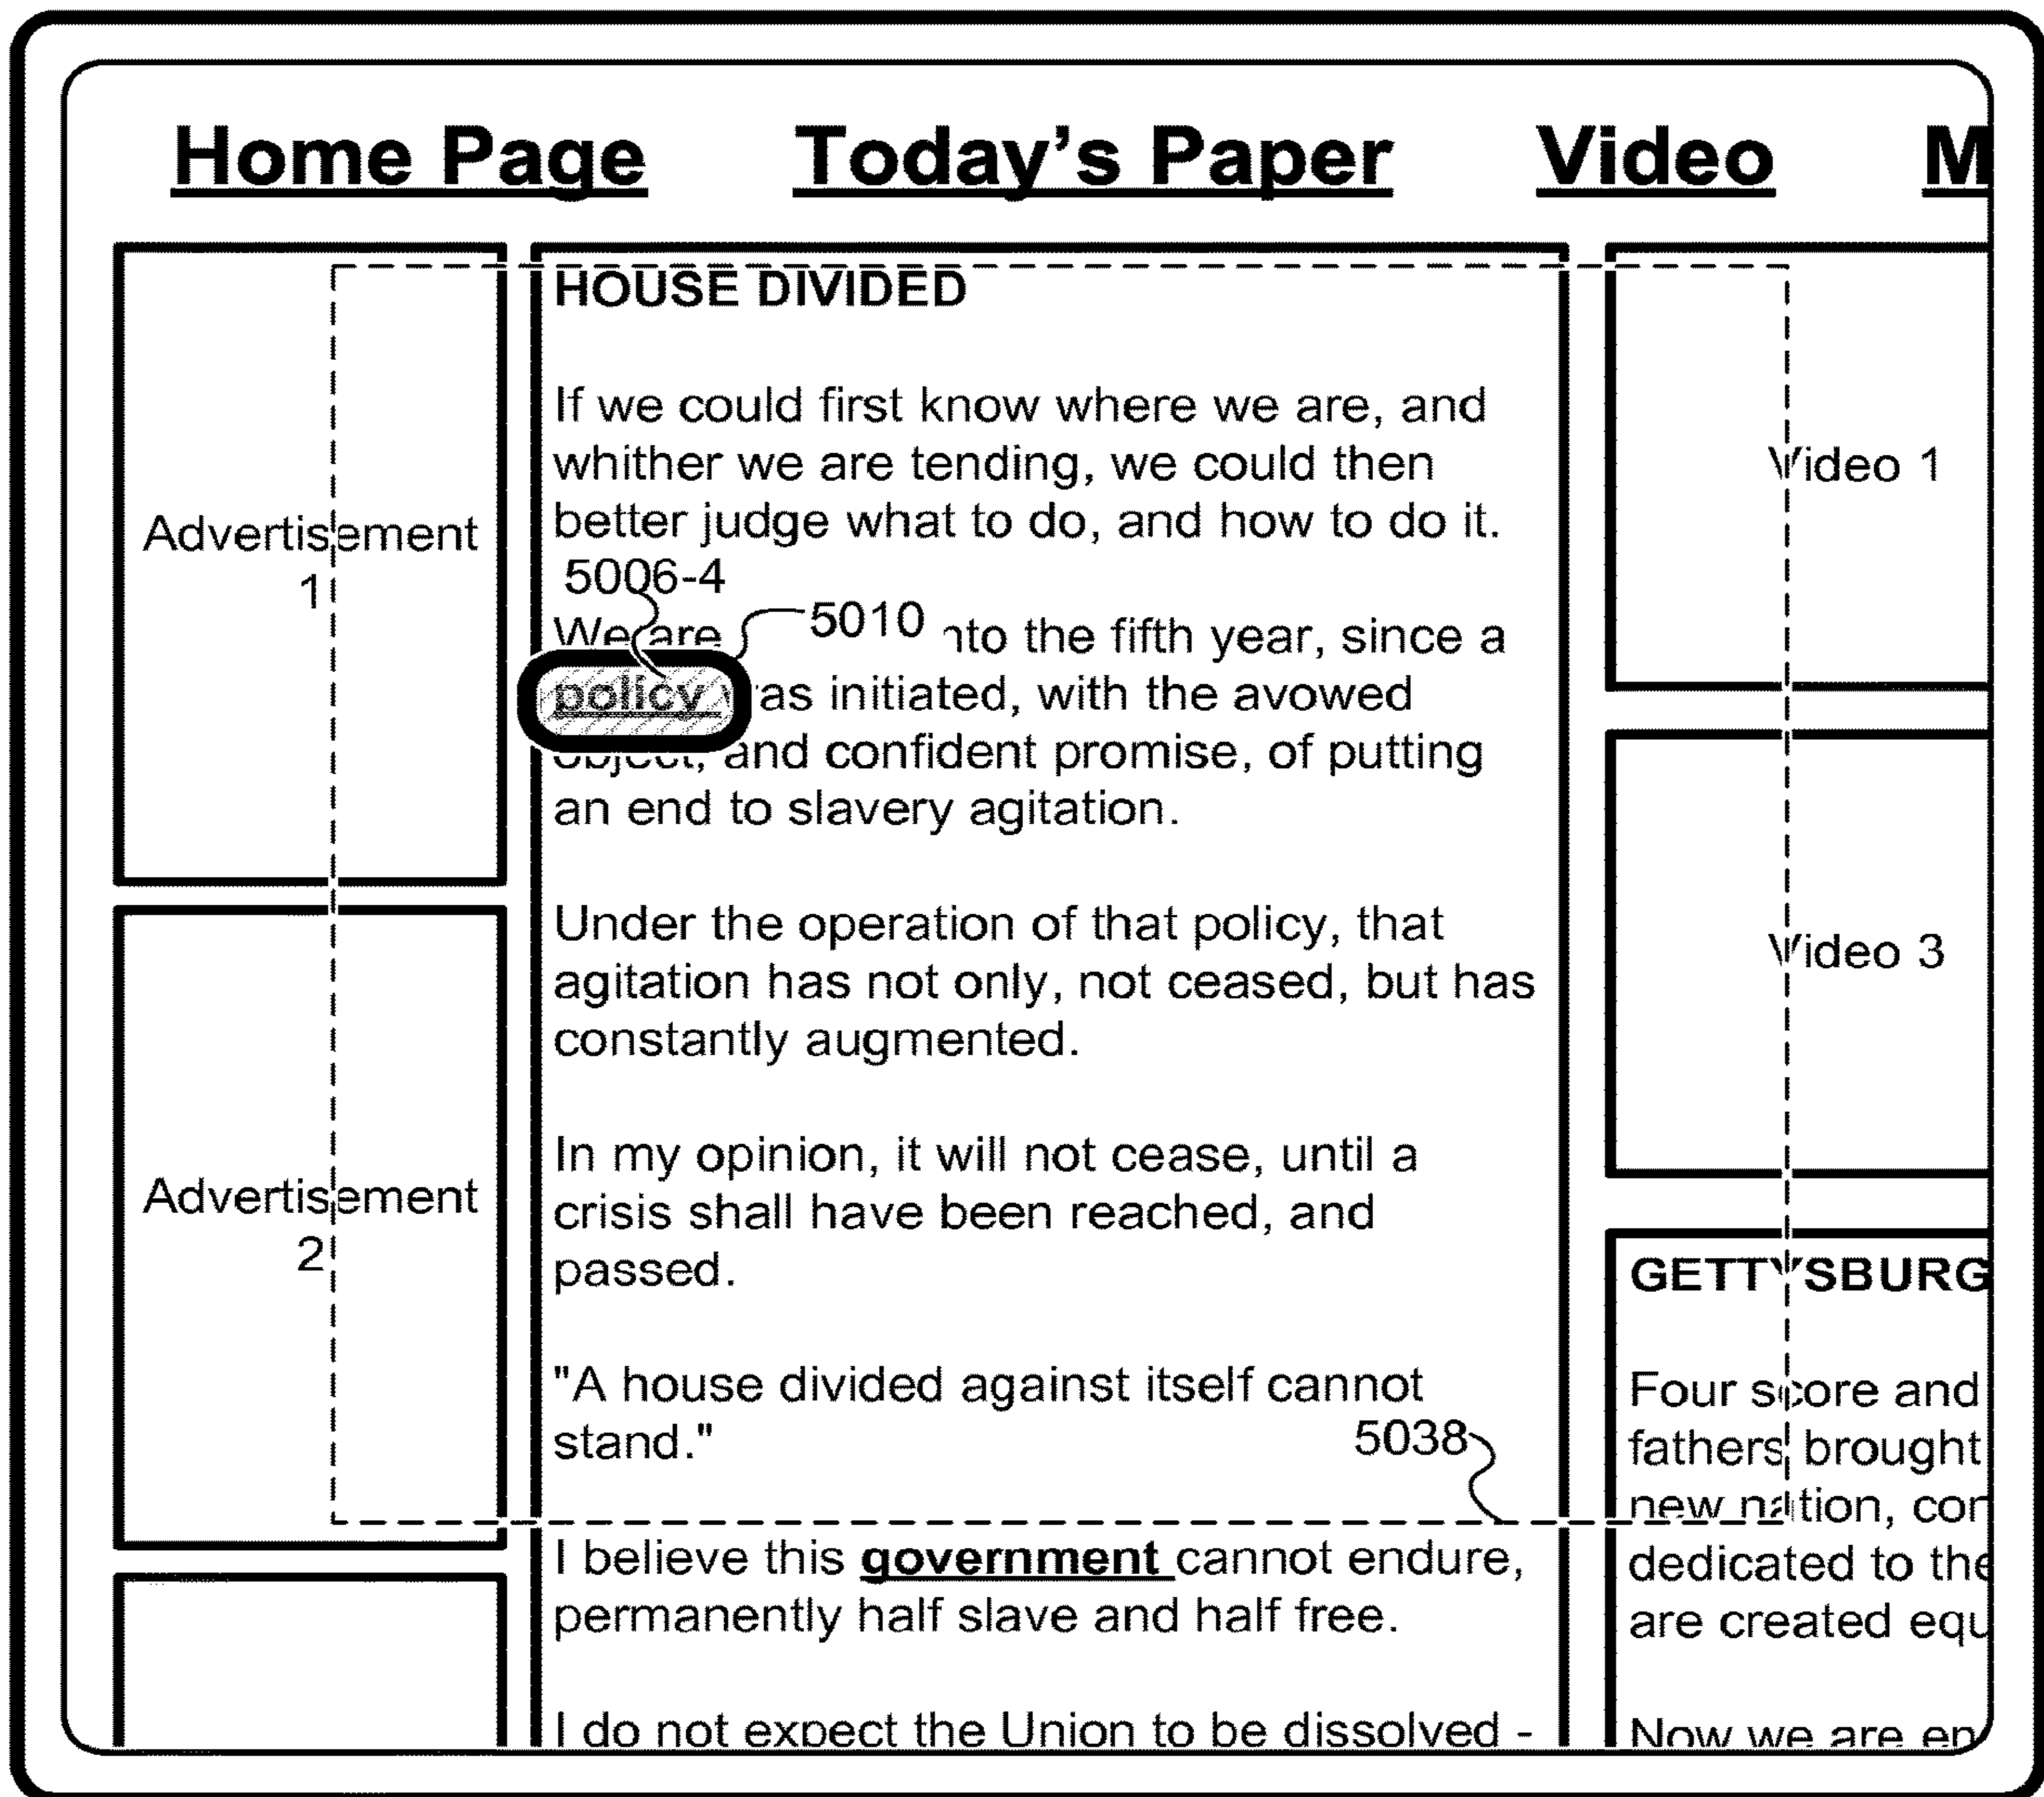 Home Page Today's Paper Video M
Advertisement
1
Advertisement
2
HOUSE DIVIDED
If we could first know where we are, and
whither we are tending, we could then
better judge what to do, and how to do it.
5006-4
5010
We are nto the fifth year, since a
policy as initiated, with the avowed
object, and confident promise, of putting
an end to slavery agitation.
Under the operation of that policy, that
agitation has not only, not ceased, but has
constantly augmented.
In my opinion, it will not cease, until a
crisis shall have been reached, and
passed.
"A house divided against itself cannot
stand."
5038
I believe this government cannot endure,
permanently half slave and half free.
I do not expect the Union to be dissolved -
Video 1
Video 3
GETTYSBURG
Four score and
fathers brought
new nation, con
dedicated to the
are created equ
Now we are en